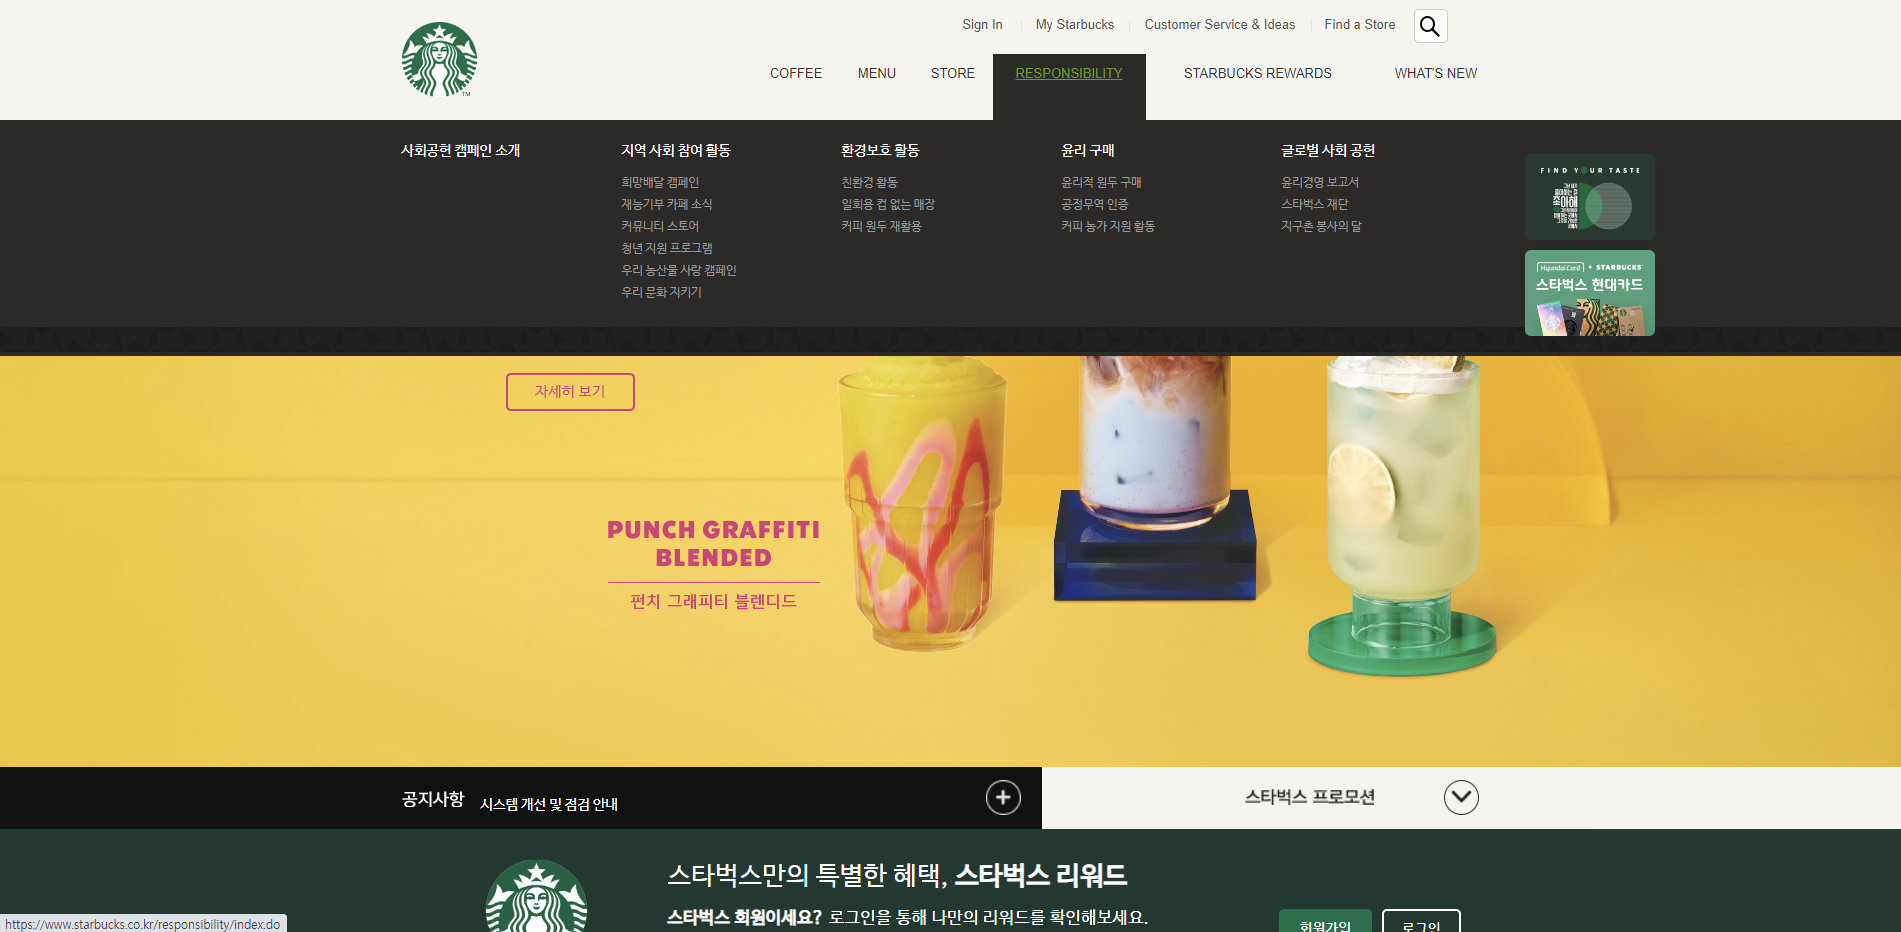 Sign In
My Starbucks
Customer Service & Ideas
Find a Store
TM
COFFEE
MENU
STORE
RESPONSIBILITY
STARBUCKS REWARDS
WHAT'S NEW
사회공헌 캠페인 소개
지역 사회 참여 활동
희망배달 캠페인
재능기부 카페 소식
커뮤니티 스토어
청년 지원 프로그램
우리 농산물 사랑 캠페인
우리 문화 지키기
환경보호 활동
친환경 활동
일회용 컵 없는 매장
커피 원두 재활용
윤리 구매
윤리적 원두 구매
공정무역 인증
커피 농가 지원 활동
글로벌 사회 공헌
윤리경영 보고서
스타벅스 재단
지구촌 봉사의 달
FIND YOUR TASTE
Hyundai Card + STARBUCKS
스타벅스 현대카드
자세히 보기
PUNCH GRAFFITI
BLENDED
펀치 그래피티 블렌디드
공지사항 시스템 개선 및 점검 안내
스타벅스 프로모션
스타벅스만의 특별한 혜택, 스타벅스 리워드
스타벅스 회원이세요? 로그인을 통해 나만의 리워드를 확인해보세요.
회원가입
로그인
https://www.starbucks.co.kr/responsibility/index.do